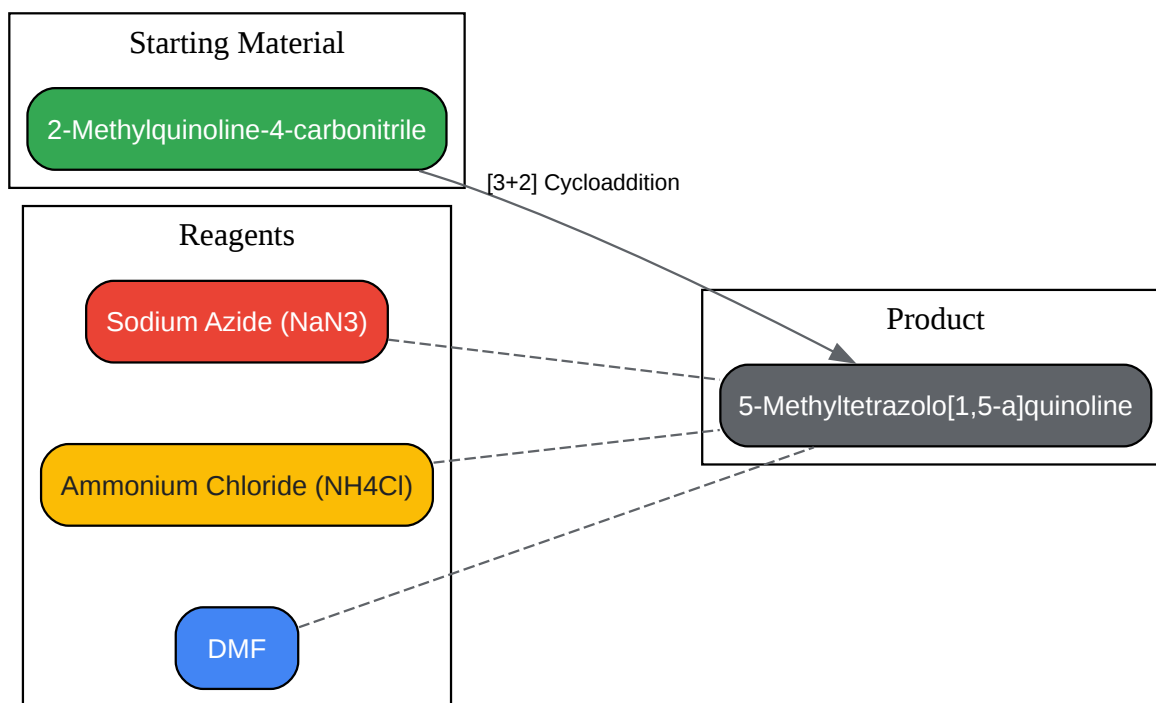 Starting Material
2-Methylquinoline-4-carbonitrile
[3+2] Cycloaddition
Reagents
Sodium Azide (NaN3)
Ammonium Chloride (NH4Cl)
DMF
Product
5-Methyltetrazolo[1,5-a]quinoline